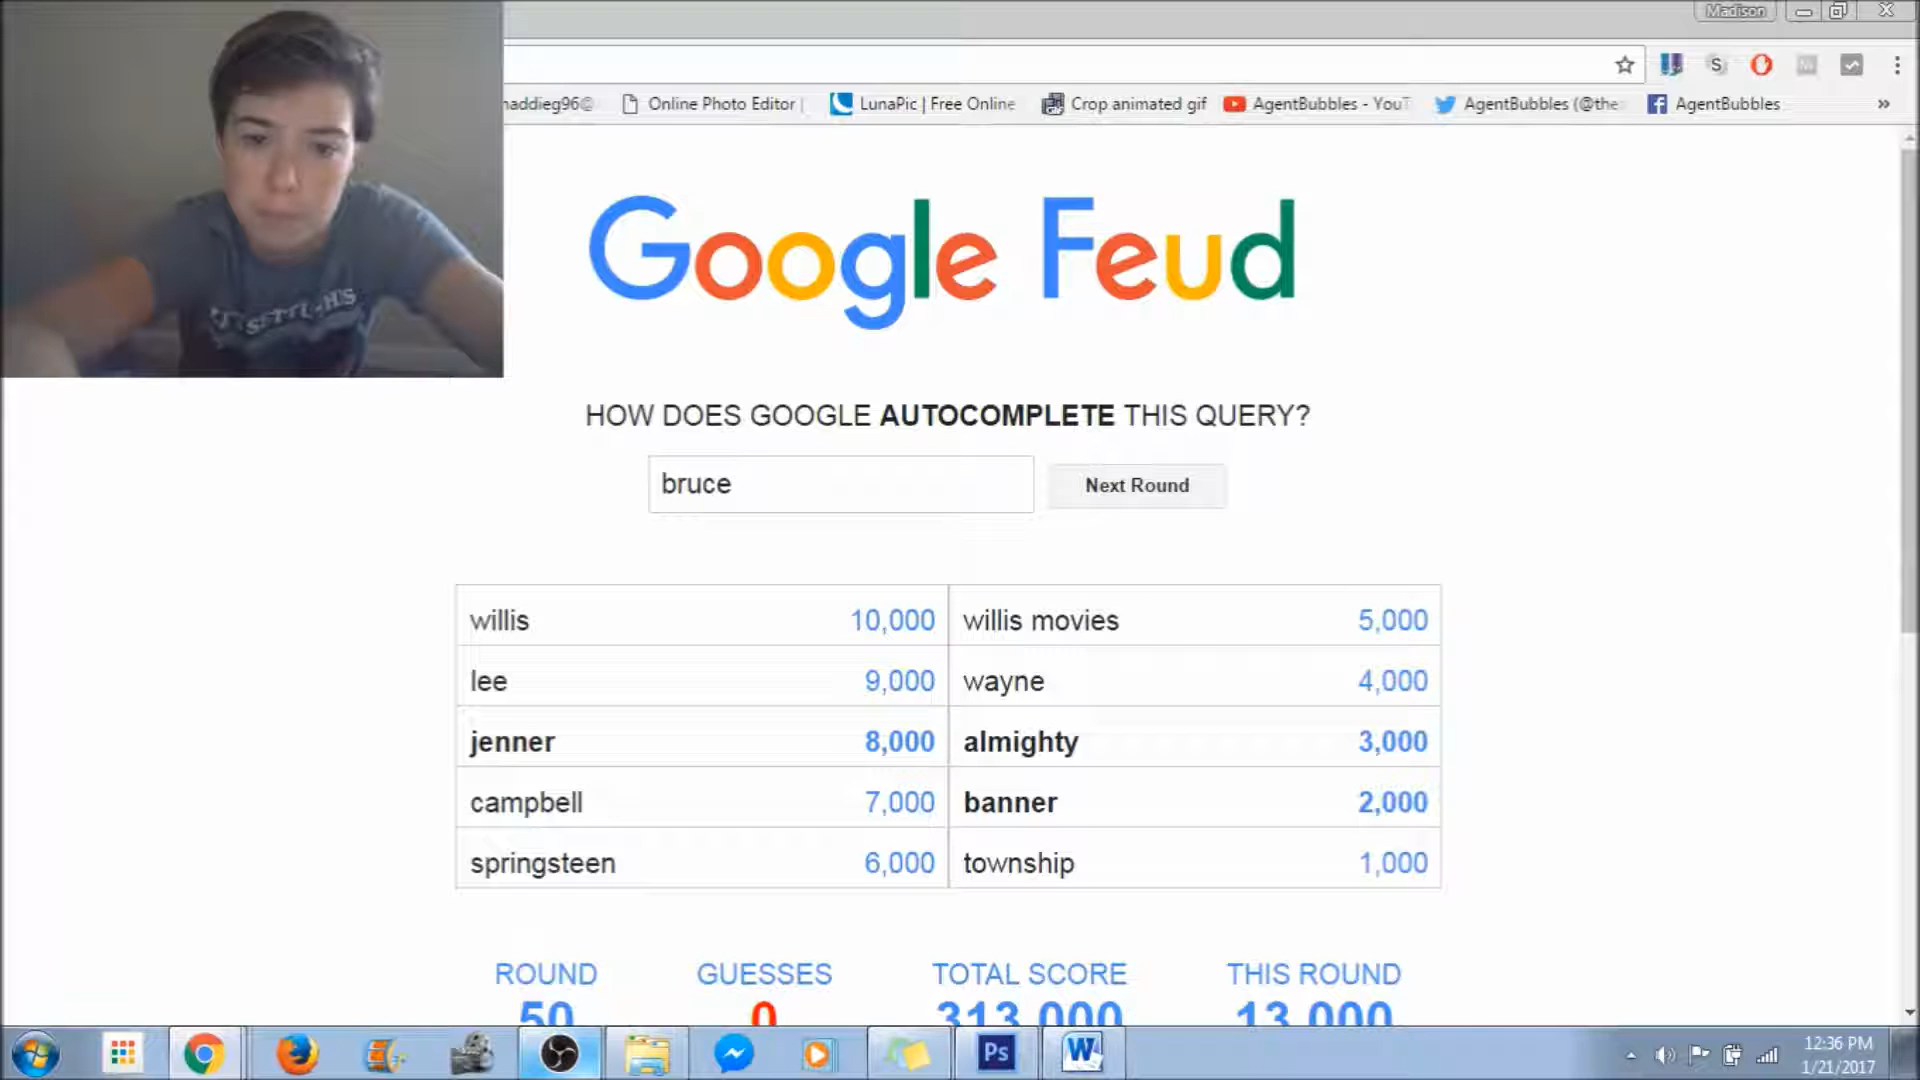 Madison
naddieg96@
Online Photo Editor |
LunaPic | Free Online
Crop animated gif
AgentBubbles - YouT
AgentBubbles (@the
AgentBubbles
»
Google Feud
HOW DOES GOOGLE AUTOCOMPLETE THIS QUERY?
bruce
Next Round
willis 10,000 willis movies 5,000
lee 9,000 wayne 4,000
jenner 8,000 almighty 3,000
campbell 7,000 banner 2,000
springsteen 6,000 township 1,000
ROUND GUESSES TOTAL SCORE THIS ROUND
50 0 313,000 13,000
Ps
W
12:36 PM
1/21/2017